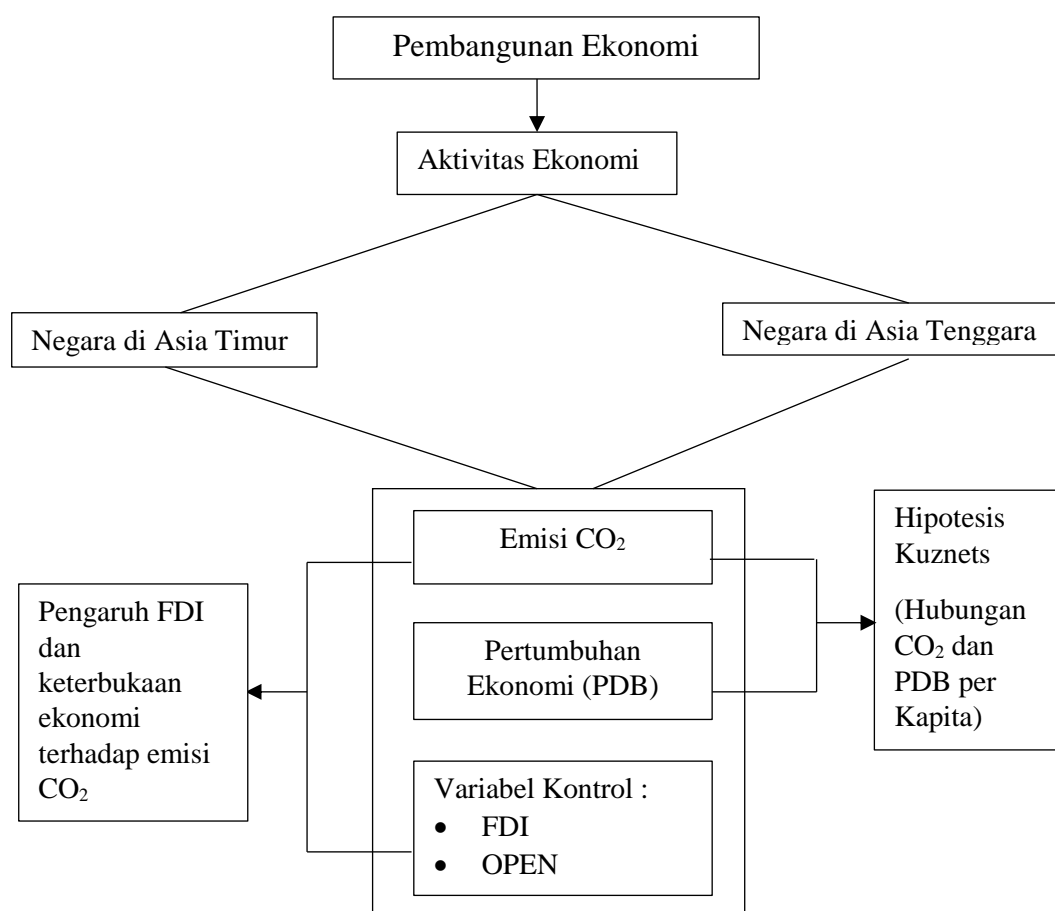 Pembangunan Ekonomi
Aktivitas Ekonomi
Negara di Asia Timur
Negara di Asia Tenggara
Emisi CO₂
Pertumbuhan
Ekonomi (PDB)
Variabel Kontrol :
• FDI
• OPEN
Pengaruh FDI
dan
keterbukaan
ekonomi
terhadap emisi
CO₂
Hipotesis
Kuznets
(Hubungan
CO₂ dan
PDB per
Kapita)